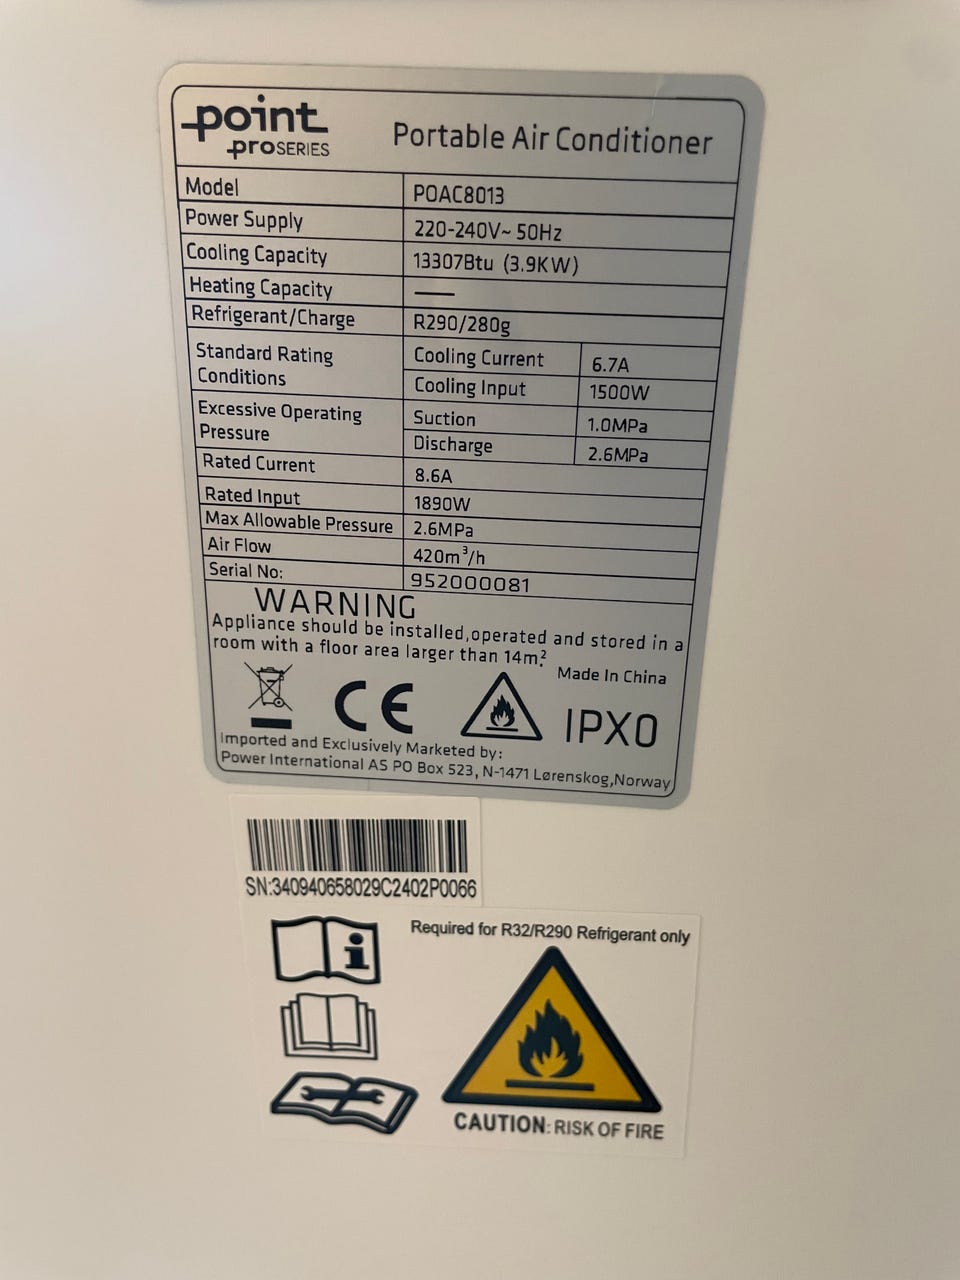 point
proSERIES
Portable Air Conditioner
Model POAC8013
Power Supply 220-240V~ 50Hz
Cooling Capacity 13307Btu (3.9KW)
Heating Capacity —
Refrigerant/Charge R290/280g
Standard Rating Conditions Cooling Current 6.7A
Cooling Input 1500W
Excessive Operating Pressure Suction 1.0MPa
Discharge 2.6MPa
Rated Current 8.6A
Rated Input 1890W
Max Allowable Pressure 2.6MPa
Air Flow 420m³/h
Serial No: 952000081
WARNING
Appliance should be installed,operated and stored in a
room with a floor area larger than 14m².
Made In China
CE
IPX0
Imported and Exclusively Marketed by:
Power International AS PO Box 523, N-1471 Lørenskog,Norway
SN:340940658029C2402P0066
Required for R32/R290 Refrigerant only
CAUTION: RISK OF FIRE